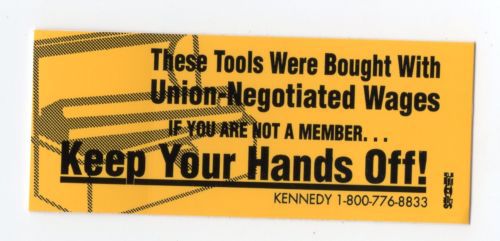 These Tools Were Bought With
Union-Negotiated Wages
IF YOU ARE NOT A MEMBER. . .
Keep Your Hands Off!
KENNEDY 1-800-776-8833